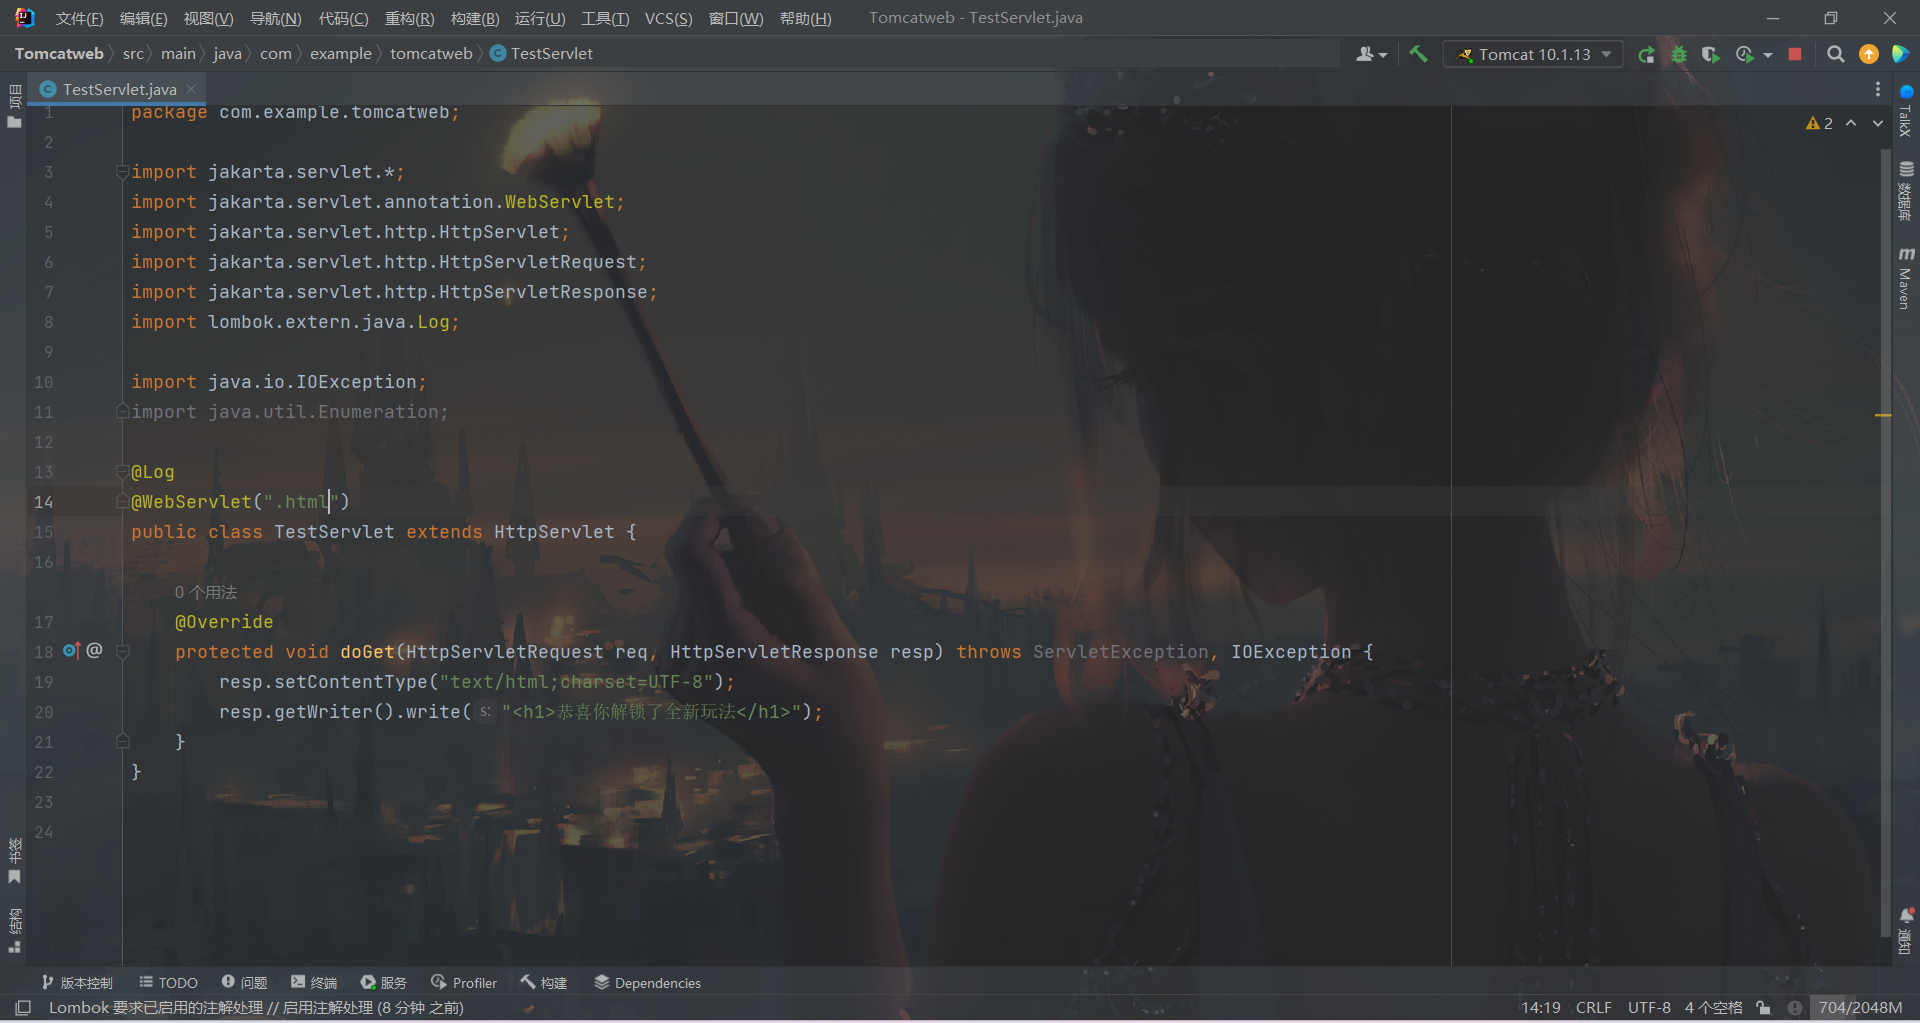 文件(F) 编辑(E) 视图(V) 导航(N) 代码(C) 重构(R) 构建(B) 运行(U) 工具(T) VCS(S) 窗口(W) 帮助(H) Tomcatweb - TestServlet.java
Tomcatweb src main java com example tomcatweb TestServlet Tomcat 10.1.13
项目
TestServlet.java
2
TalkX
数据库
Maven
1 package com.example.tomcatweb;
2
3 import jakarta.servlet.*;
4 import jakarta.servlet.annotation.WebServlet;
5 import jakarta.servlet.http.HttpServlet;
6 import jakarta.servlet.http.HttpServletRequest;
7 import jakarta.servlet.http.HttpServletResponse;
8 import lombok.extern.java.Log;
9
10 import java.io.IOException;
11 import java.util.Enumeration;
12
13 @Log
14 @WebServlet(".html")
15 public class TestServlet extends HttpServlet {
16
0 个用法
17 @Override
18 protected void doGet(HttpServletRequest req, HttpServletResponse resp) throws ServletException, IOException {
19 resp.setContentType("text/html;charset=UTF-8");
20 resp.getWriter().write( s: "<h1>恭喜你解锁了全新玩法</h1>");
21 }
22 }
23
24
书签
结构
通知
版本控制 TODO 问题 终端 服务 Profiler 构建 Dependencies
Lombok 要求已启用的注解处理 // 启用注解处理 (8 分钟 之前) 14:19 CRLF UTF-8 4 个空格 704/2048M